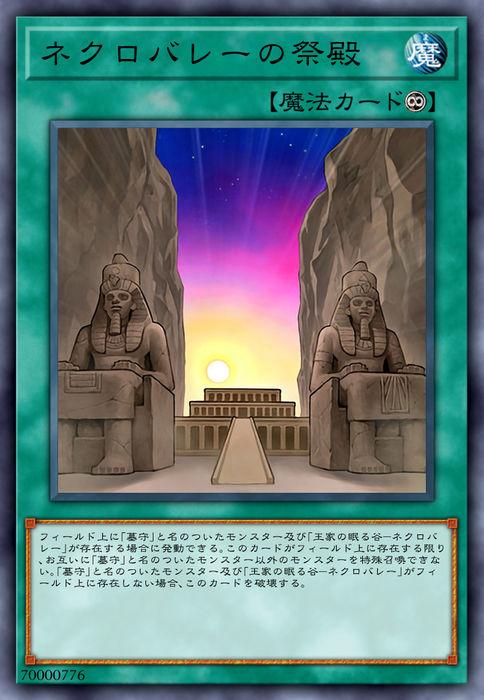 ネクロバレーの祭殿
魔
【魔法カード♾】
フィールド上に「墓守」と名のついたモンスター及び「王家の眠る谷－ネクロバ
レー」が存在する場合に発動できる。このカードがフィールド上に存在する限り
、お互いに「墓守」と名のついたモンスター以外のモンスターを特殊召喚できな
い。「墓守」と名のついたモンスター及び「王家の眠る谷－ネクロバレー」がフィ
ールド上に存在しない場合、このカードを破壊する。
70000776